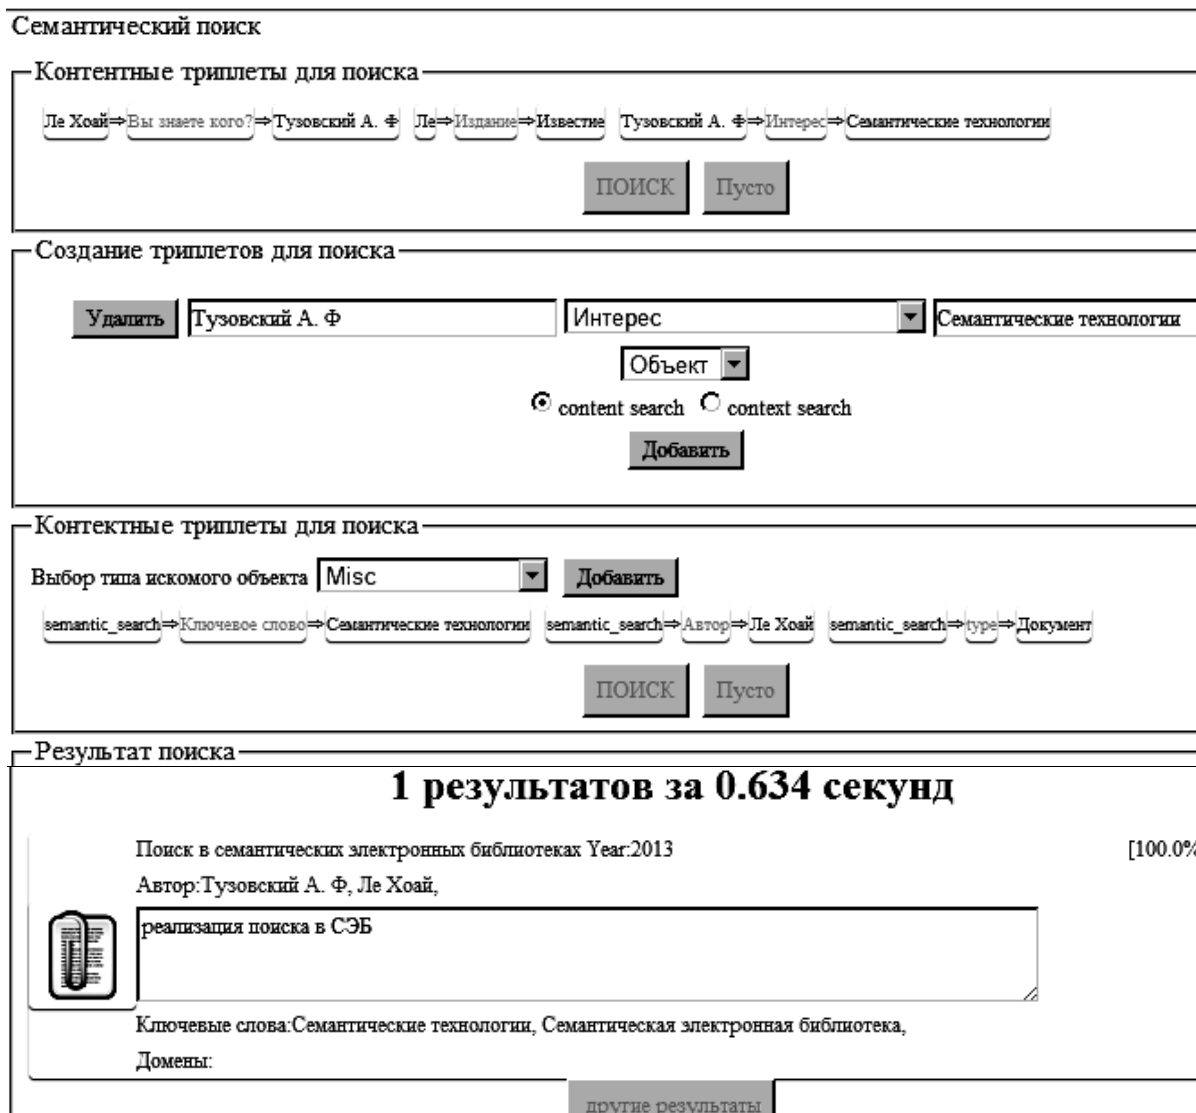 Семантический поиск
Контентные триплеты для поиска
Ле Хоай⇒Вы знаете кого?⇒Тузовский А. Ф Ле⇒Издание⇒Известие Тузовский А. Ф⇒Интерес⇒Семантические технологии
ПОИСК Пусто
Создание триплетов для поиска
Удалить Тузовский А. Ф Интерес Семантические технологии
Объект
content search context search
Добавить
Контектные триплеты для поиска
Выбор типа искомого объекта Misc Добавить
semantic_search⇒Ключевое слово⇒Семантические технологии semantic_search⇒Автор⇒Ле Хоай semantic_search⇒type⇒Документ
ПОИСК Пусто
Результат поиска
1 результатов за 0.634 секунд
Поиск в семантических электронных библиотеках Year:2013 [100.0%
Автор:Тузовский А. Ф, Ле Хоай,
реализация поиска в СЭБ
Ключевые слова:Семантические технологии, Семантическая электронная библиотека,
Домены:
другие результаты